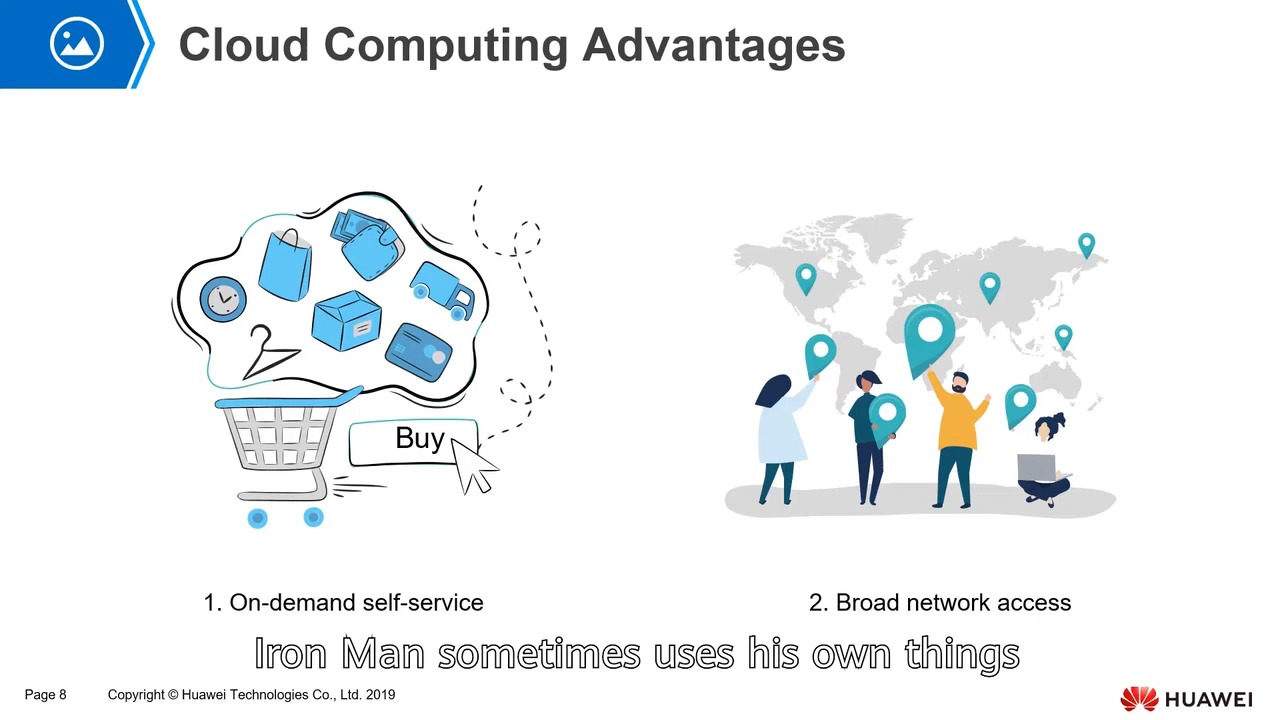 Cloud Computing Advantages
Buy
1. On-demand self-service
2. Broad network access
Iron Man sometimes uses his own things
Page 8
Copyright © Huawei Technologies Co., Ltd. 2019
HUAWEI